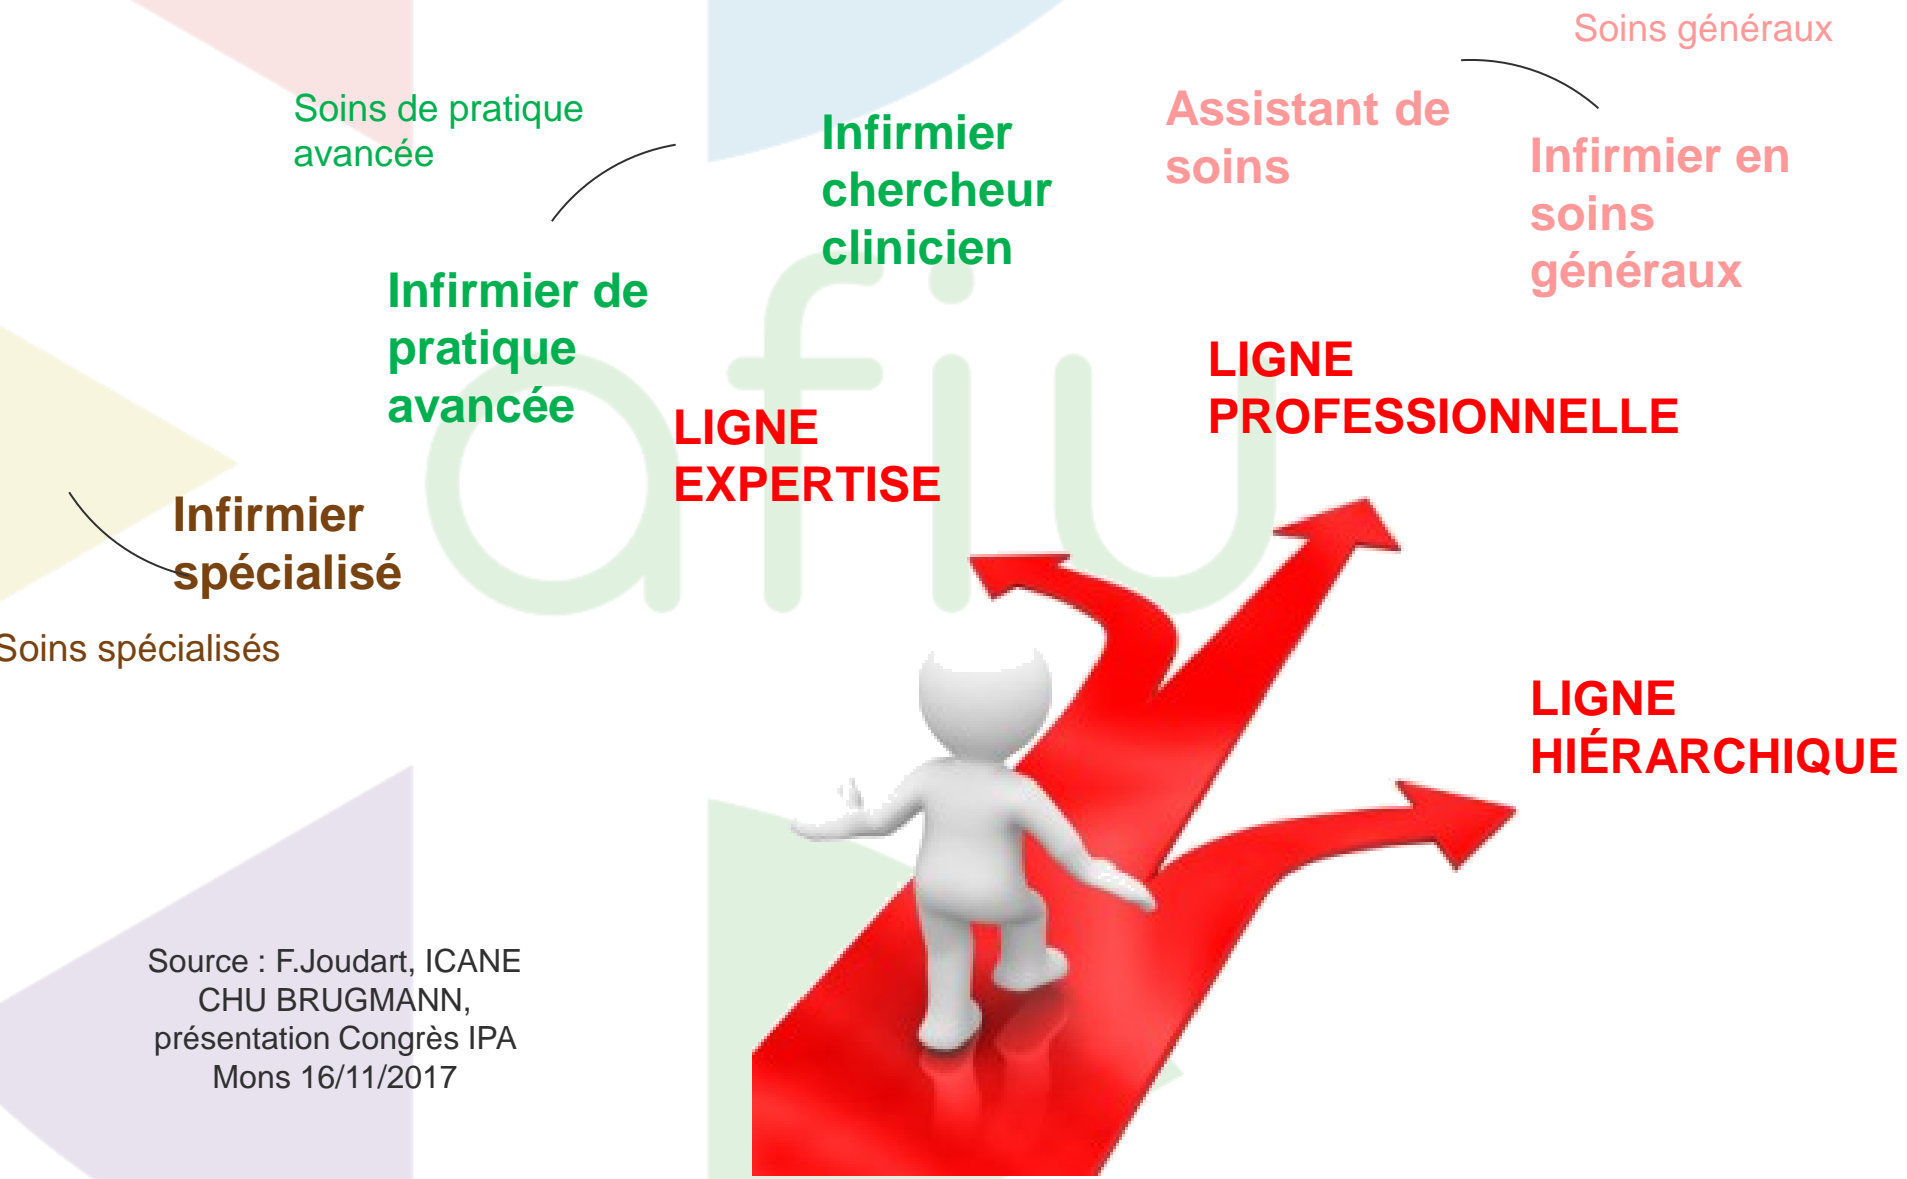 Soins généraux
Soins de pratique
avancée
Infirmier
chercheur
clinicien
Assistant de
soins
Infirmier en
soins
généraux
Infirmier de
pratique
avancée
LIGNE
PROFESSIONNELLE
LIGNE
EXPERTISE
Infirmier
spécialisé
Soins spécialisés
LIGNE
HIÉRARCHIQUE
Source : F.Joudart, ICANE
CHU BRUGMANN,
présentation Congrès IPA
Mons 16/11/2017
afiu